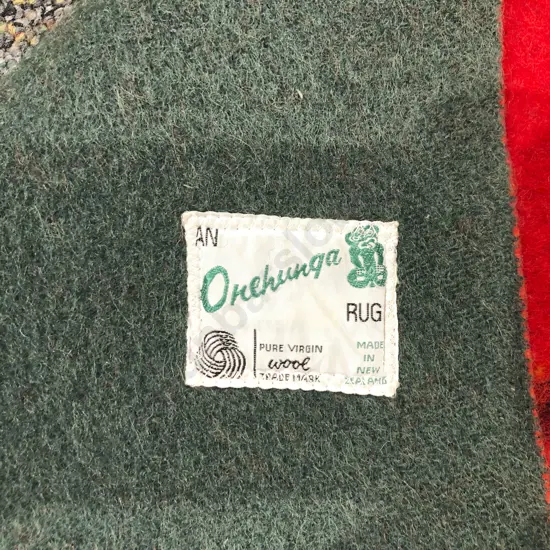 AN
Onehunga
RUG
PURE VIRGIN
wool
TRADE MARK
MADE
IN
NEW
ZEALAND